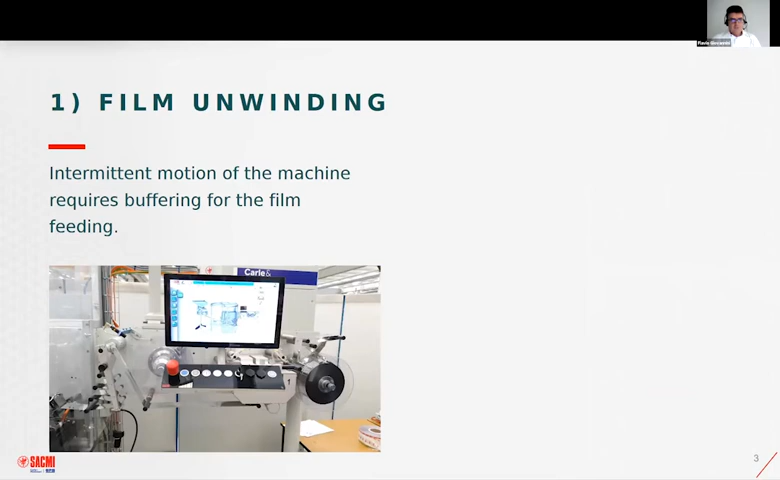 1) FILM UNWINDING
Intermittent motion of the machine
requires buffering for the film
feeding.
Carle&
SACMI
3